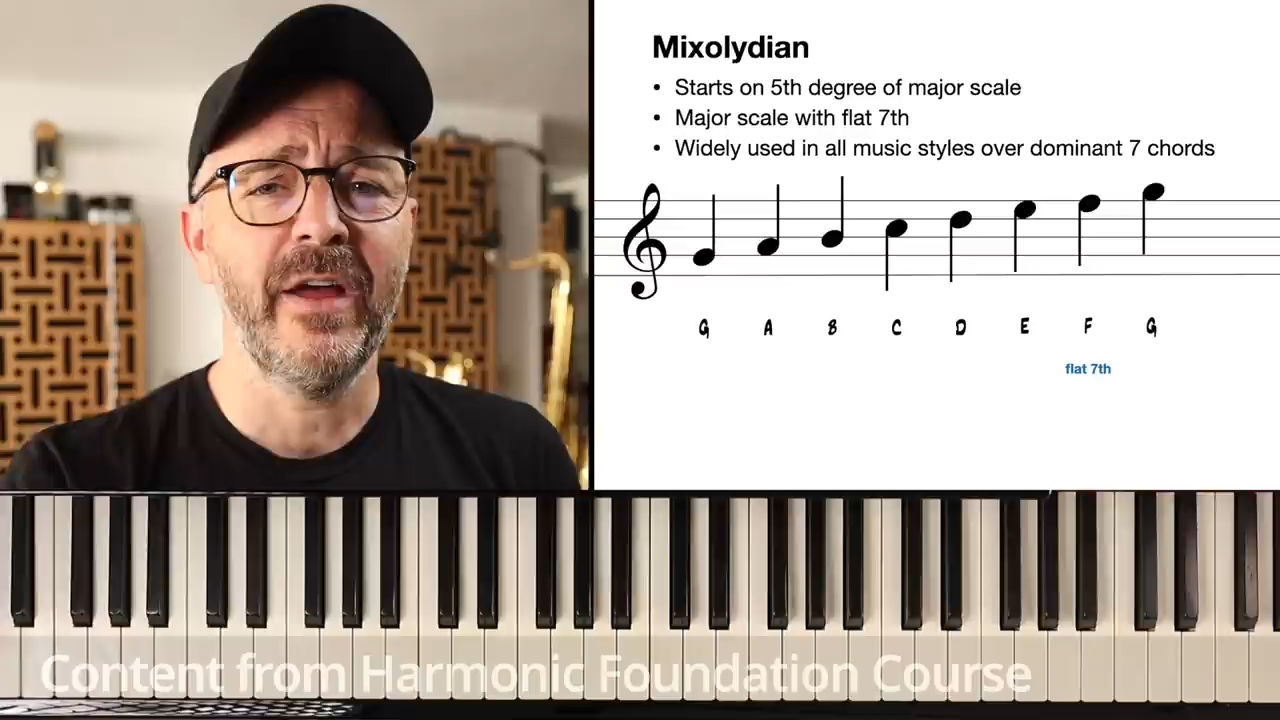 Mixolydian
• Starts on 5th degree of major scale
• Major scale with flat 7th
• Widely used in all music styles over dominant 7 chords
G A B C D E F G
flat 7th
Content from Harmonic Foundation Course